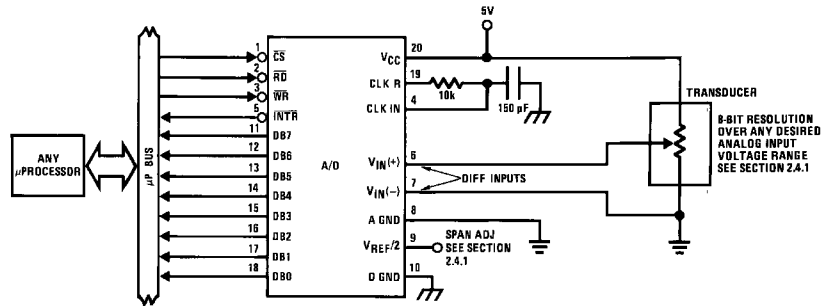 5V
1 CS
2 RD
3 WR
5 INTR
11 DB7
12 DB6
13 DB5
14 DB4
15 DB3
16 DB2
17 DB1
18 DB0
ANY
µPROCESSOR
µP BUS
A/D
VCC 20
CLK R 19
CLK IN 4
10k
150 pF
VIN(+) 6
VIN(−) 7
DIFF INPUTS
A GND 8
VREF/2 9
SPAN ADJ
SEE SECTION
2.4.1
D GND 10
TRANSDUCER
8-BIT RESOLUTION
OVER ANY DESIRED
ANALOG INPUT
VOLTAGE RANGE
SEE SECTION 2.4.1